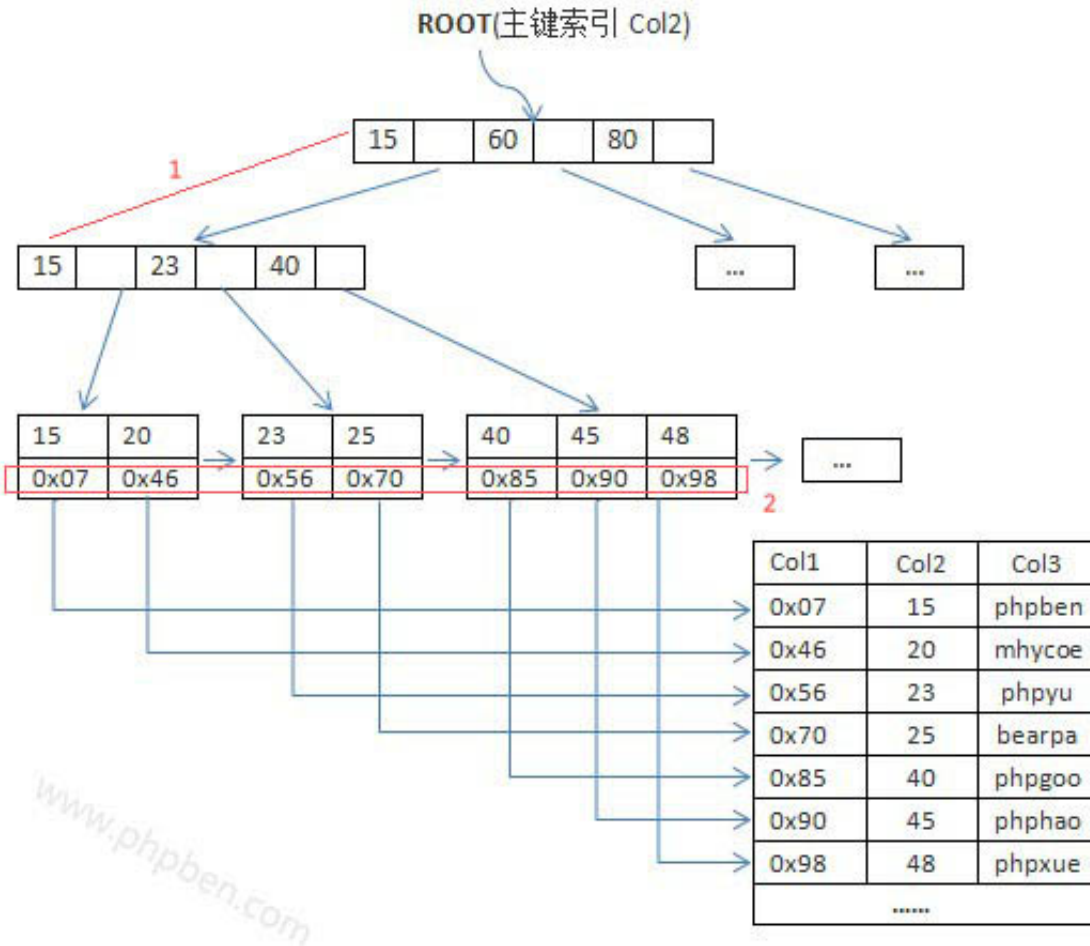 ROOT(主键索引 Col2)
15 60 80
1
15 23 40 ... ...
15 20 23 25 40 45 48
...
0x07 0x46 0x56 0x70 0x85 0x90 0x98
2
Col1 Col2 Col3
0x07 15 phpben
0x46 20 mhycoe
0x56 23 phpyu
0x70 25 bearpa
0x85 40 phpgoo
0x90 45 phphao
0x98 48 phpxue
......
www.phpben.com